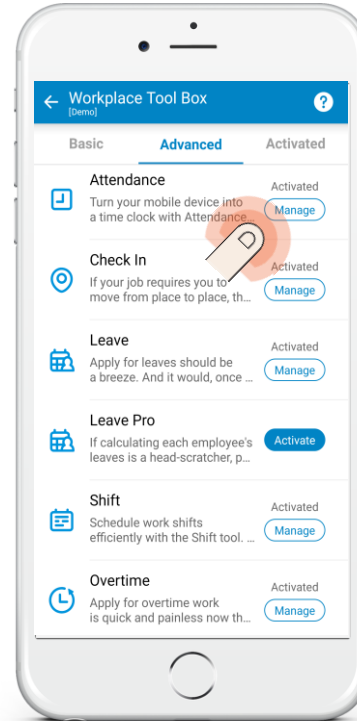 Workplace Tool Box
[Demo]
?
Basic Advanced Activated
Attendance
Activated
Turn your mobile device into
a time clock with Attendance...
Manage
Check In
Activated
If your job requires you to
move from place to place, th...
Manage
Leave
Activated
Apply for leaves should be
a breeze. And it would, once ...
Manage
Leave Pro
If calculating each employee's
leaves is a head-scratcher, p...
Activate
Shift
Activated
Schedule work shifts
efficiently with the Shift tool. ...
Manage
Overtime
Activated
Apply for overtime work
is quick and painless now th...
Manage